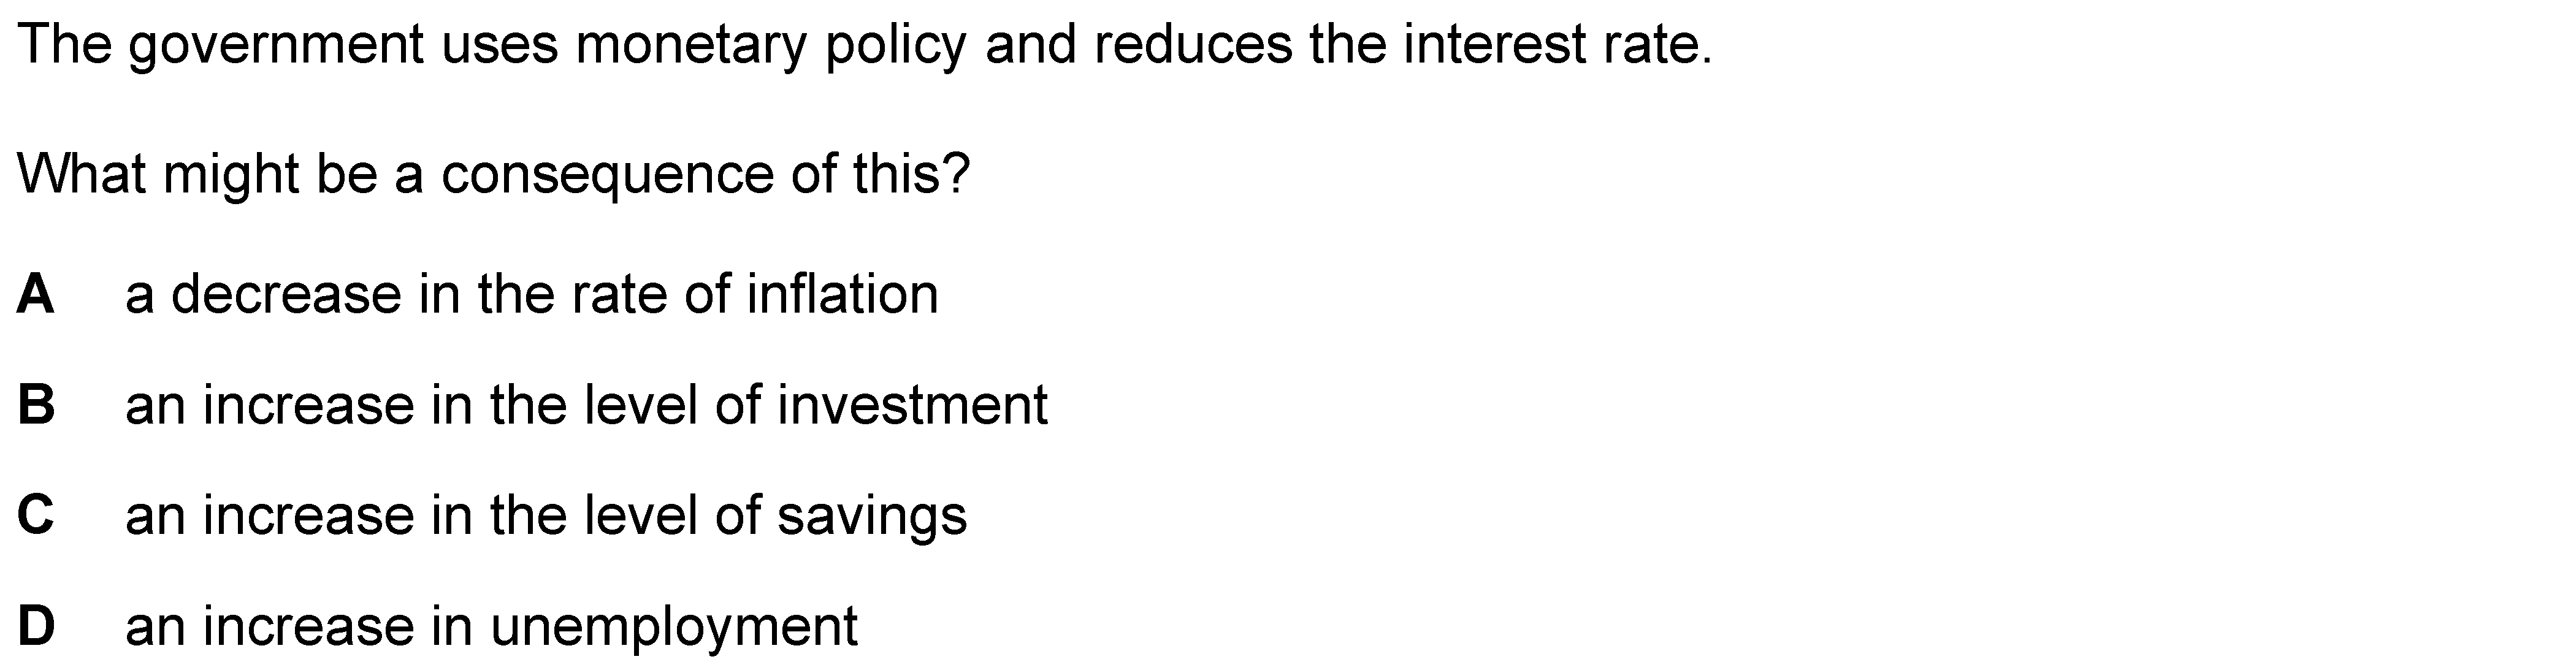 The government uses monetary policy and reduces the interest rate.
What might be a consequence of this?
A a decrease in the rate of inflation
B an increase in the level of investment
C an increase in the level of savings
D an increase in unemployment